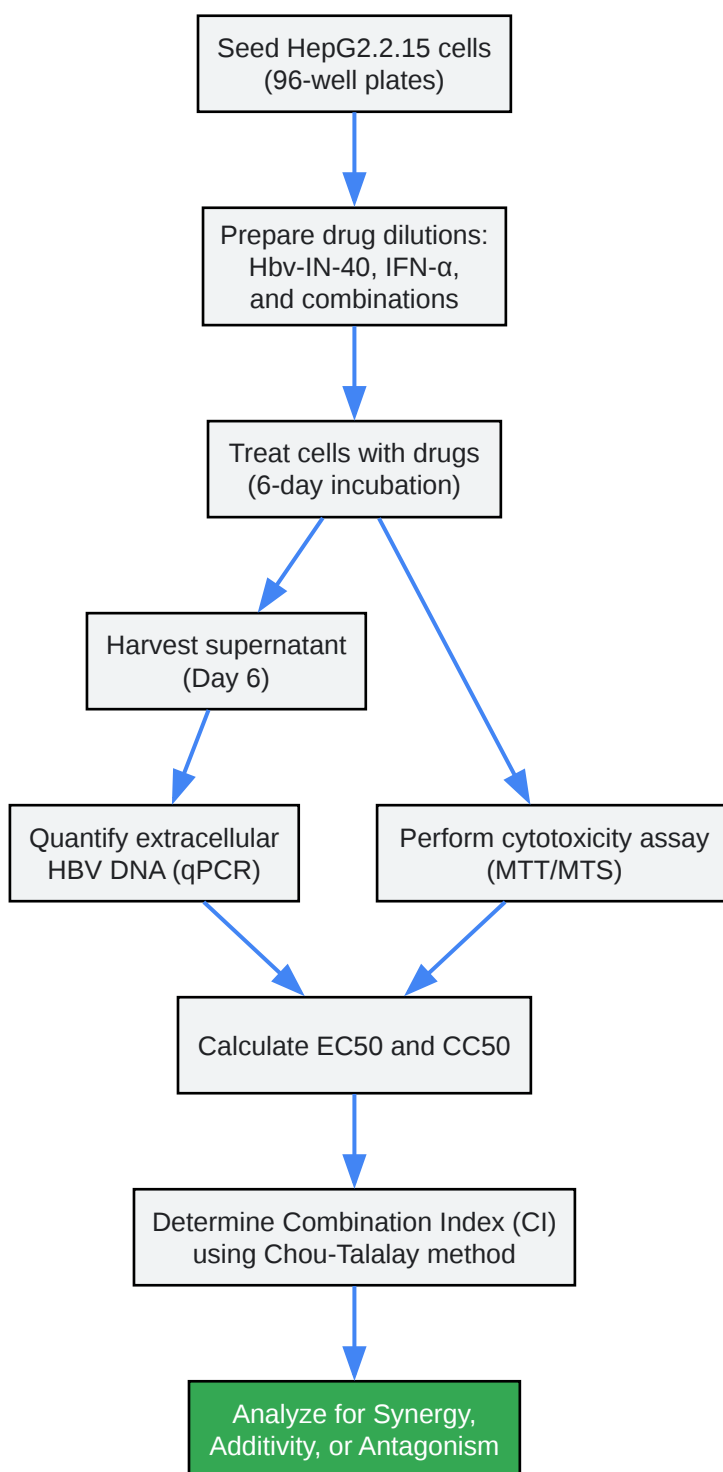 Seed HepG2.2.15 cells
(96-well plates)
Prepare drug dilutions:
Hbv-IN-40, IFN-α,
and combinations
Treat cells with drugs
(6-day incubation)
Harvest supernatant
(Day 6)
Quantify extracellular
HBV DNA (qPCR)
Perform cytotoxicity assay
(MTT/MTS)
Calculate EC50 and CC50
Determine Combination Index (CI)
using Chou-Talalay method
Analyze for Synergy,
Additivity, or Antagonism